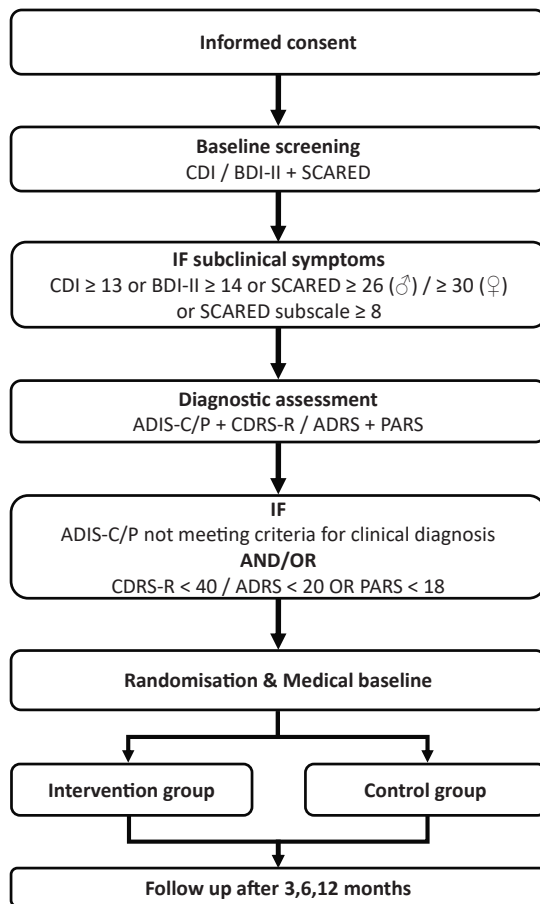 Informed consent
Baseline screening
CDI / BDI-II + SCARED
IF subclinical symptoms
CDI ≥ 13 or BDI-II ≥ 14 or SCARED ≥ 26 (♂) / ≥ 30 (♀)
or SCARED subscale ≥ 8
Diagnostic assessment
ADIS-C/P + CDRS-R / ADRS + PARS
IF
ADIS-C/P not meeting criteria for clinical diagnosis
AND/OR
CDRS-R < 40 / ADRS < 20 OR PARS < 18
Randomisation & Medical baseline
Intervention group
Control group
Follow up after 3,6,12 months